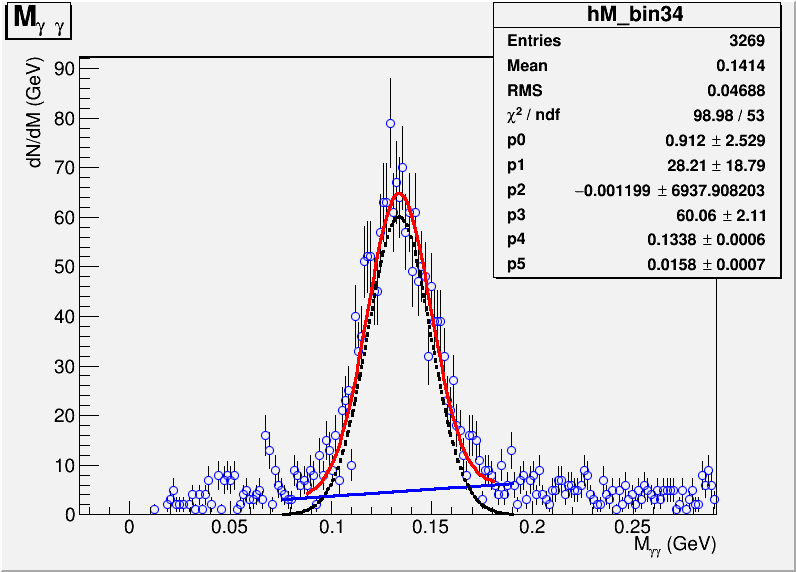 M γ γ
hM_bin34
Entries 3269
Mean 0.1414
RMS 0.04688
χ² / ndf 98.98 / 53
p0 0.912 ± 2.529
p1 28.21 ± 18.79
p2 −0.001199 ± 6937.908203
p3 60.06 ± 2.11
p4 0.1338 ± 0.0006
p5 0.0158 ± 0.0007
dN/dM (GeV)
90
80
70
60
50
40
30
20
10
0
0 0.05 0.1 0.15 0.2 0.25
Mγγ (GeV)